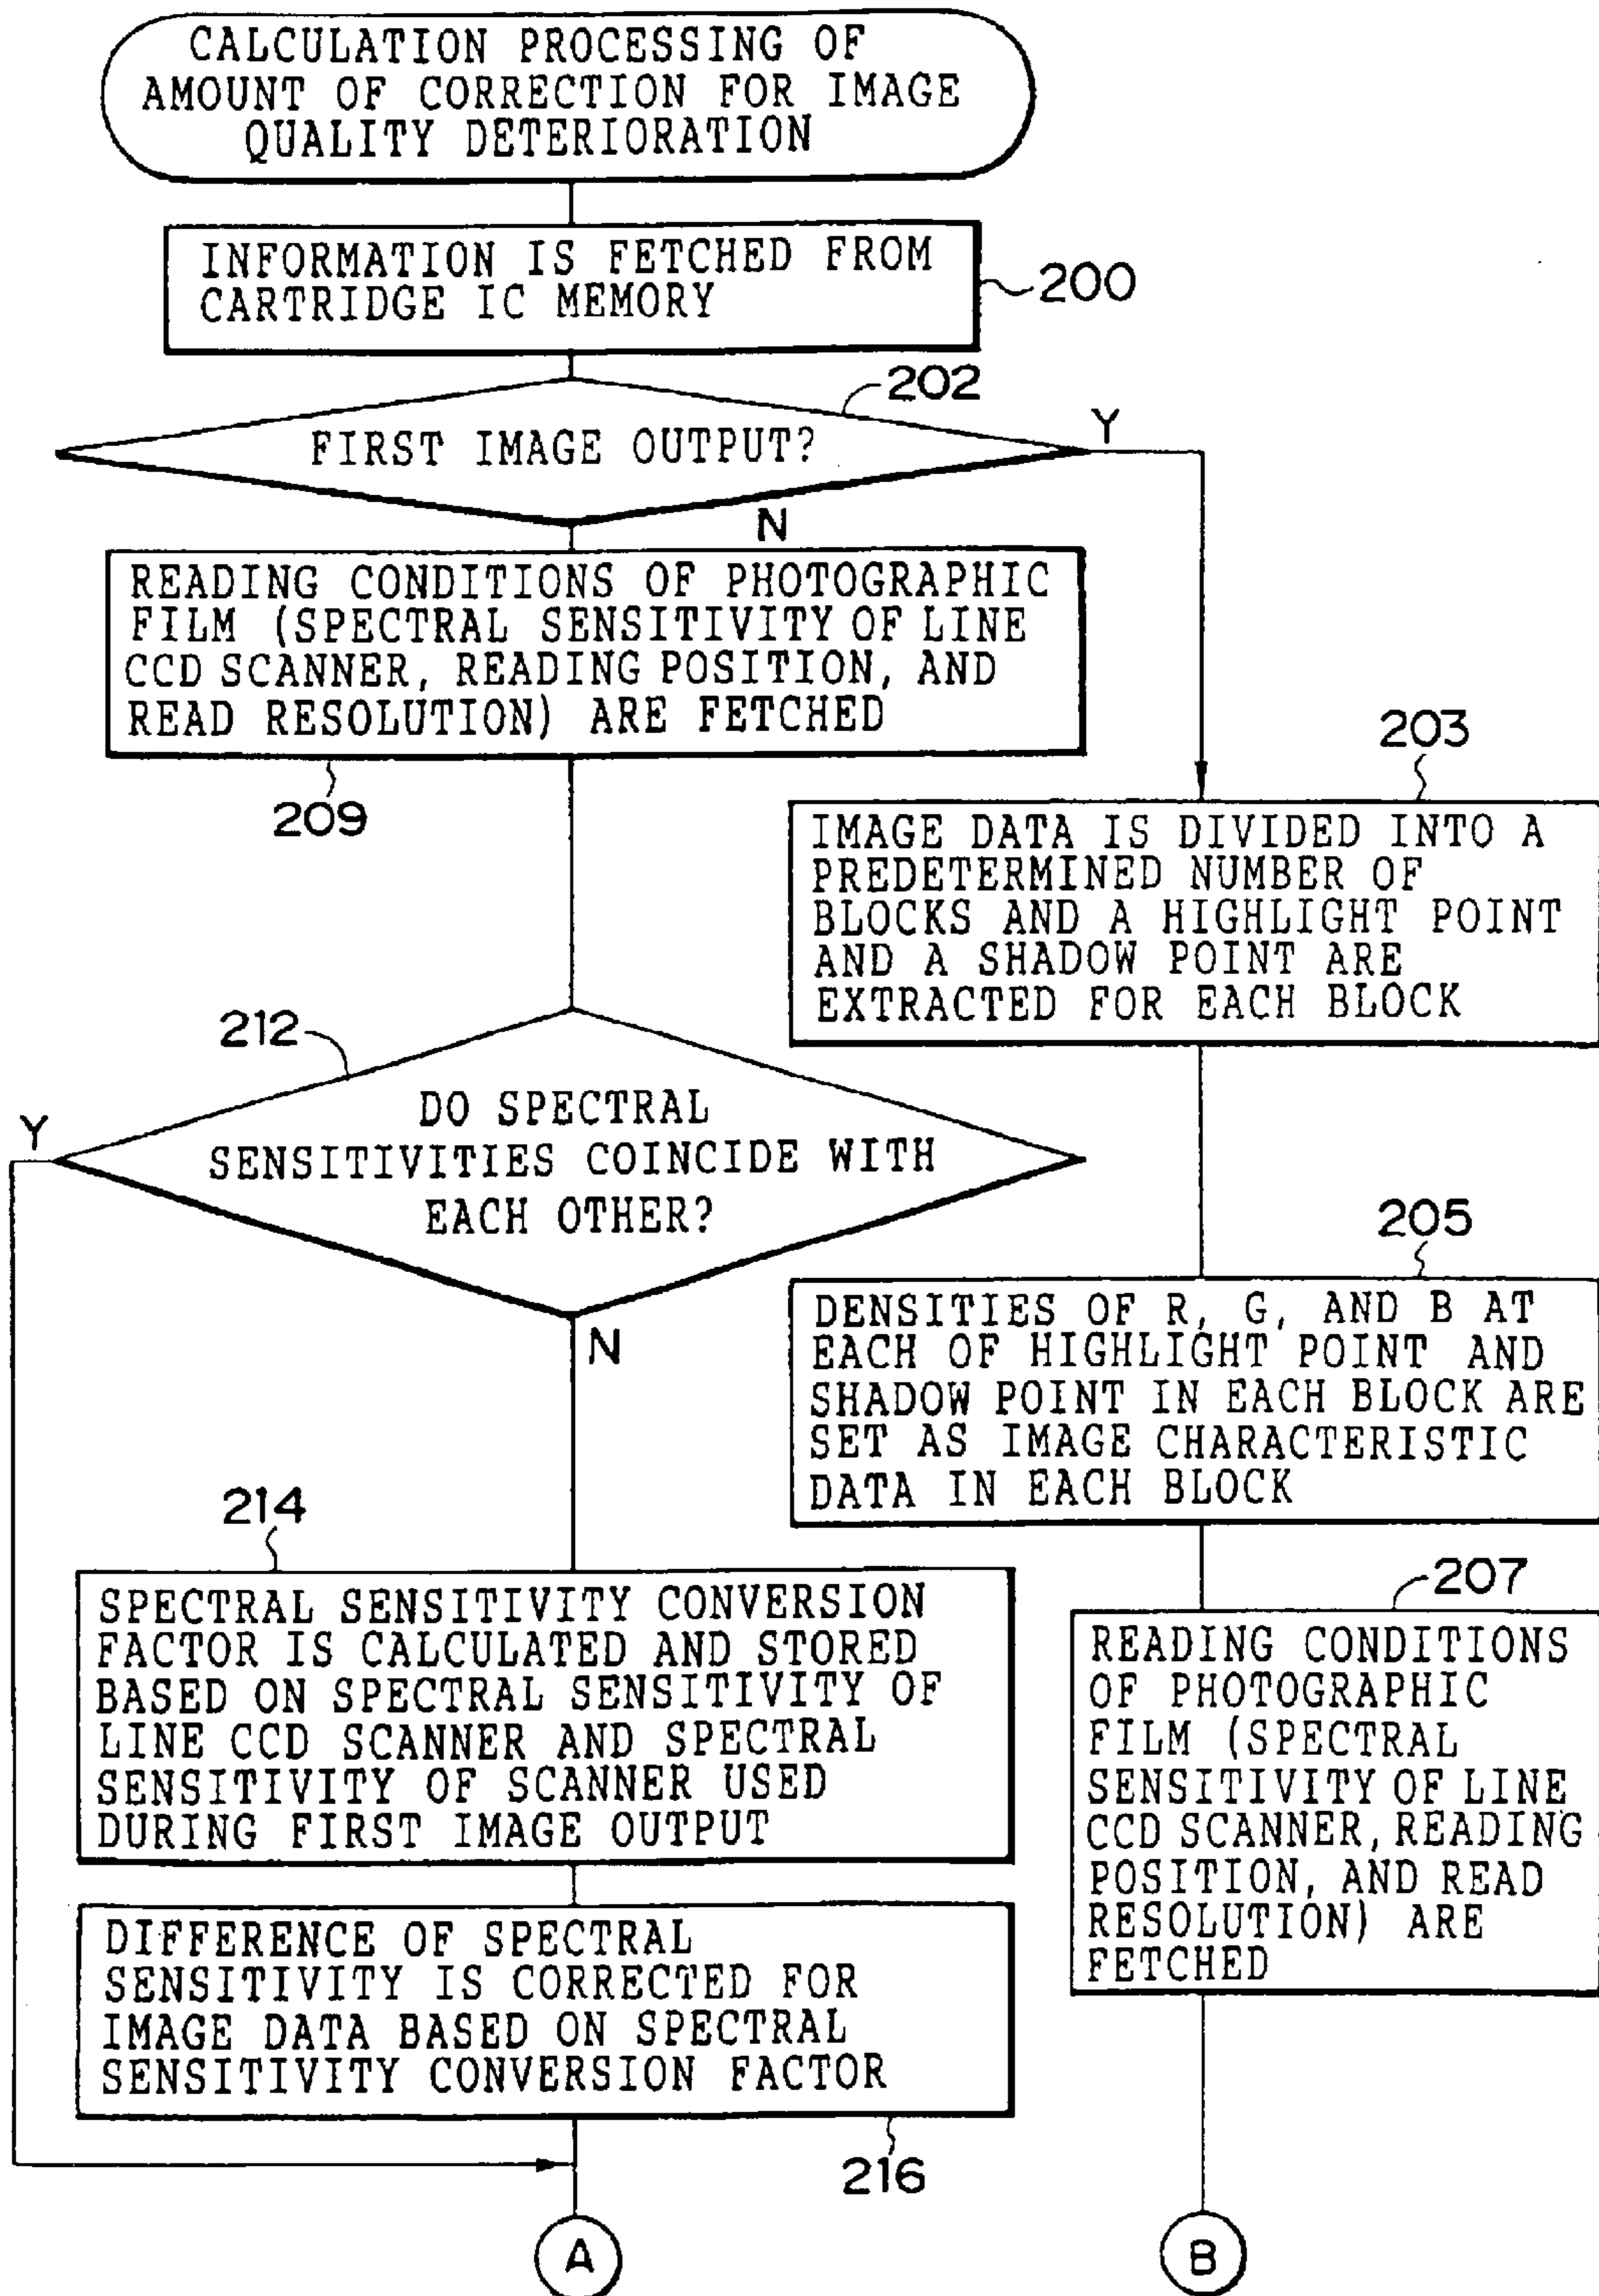 CALCULATION PROCESSING OF
AMOUNT OF CORRECTION FOR IMAGE
QUALITY DETERIORATION
INFORMATION IS FETCHED FROM
CARTRIDGE IC MEMORY
200
202
FIRST IMAGE OUTPUT?
Y
N
READING CONDITIONS OF PHOTOGRAPHIC
FILM (SPECTRAL SENSITIVITY OF LINE
CCD SCANNER, READING POSITION, AND
READ RESOLUTION) ARE FETCHED
209
203
IMAGE DATA IS DIVIDED INTO A
PREDETERMINED NUMBER OF
BLOCKS AND A HIGHLIGHT POINT
AND A SHADOW POINT ARE
EXTRACTED FOR EACH BLOCK
212
Y
DO SPECTRAL
SENSITIVITIES COINCIDE WITH
EACH OTHER?
N
205
DENSITIES OF R, G, AND B AT
EACH OF HIGHLIGHT POINT AND
SHADOW POINT IN EACH BLOCK ARE
SET AS IMAGE CHARACTERISTIC
DATA IN EACH BLOCK
214
SPECTRAL SENSITIVITY CONVERSION
FACTOR IS CALCULATED AND STORED
BASED ON SPECTRAL SENSITIVITY OF
LINE CCD SCANNER AND SPECTRAL
SENSITIVITY OF SCANNER USED
DURING FIRST IMAGE OUTPUT
207
READING CONDITIONS
OF PHOTOGRAPHIC
FILM (SPECTRAL
SENSITIVITY OF LINE
CCD SCANNER, READING
POSITION, AND READ
RESOLUTION) ARE
FETCHED
DIFFERENCE OF SPECTRAL
SENSITIVITY IS CORRECTED FOR
IMAGE DATA BASED ON SPECTRAL
SENSITIVITY CONVERSION FACTOR
216
A
B